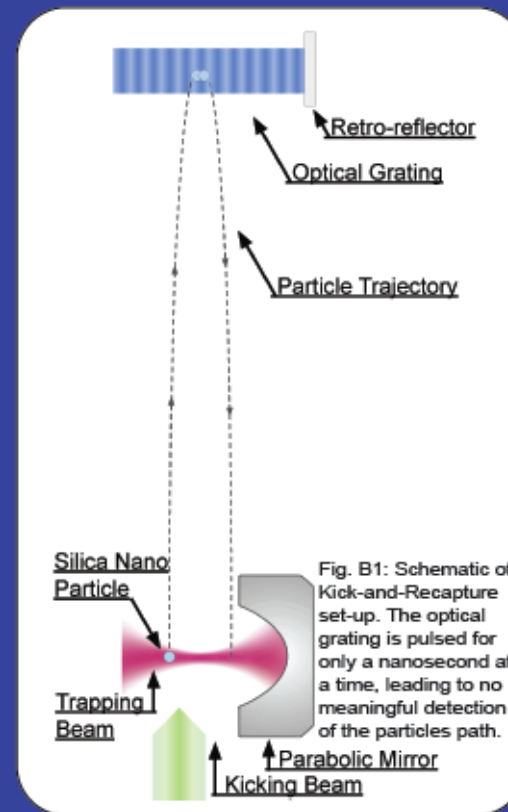 Retro-reflector
Optical Grating
Particle Trajectory
Silica Nano
Particle
Fig. B1: Schematic of
Kick-and-Recapture
set-up. The optical
grating is pulsed for
only a nanosecond at
a time, leading to no
meaningful detection
of the particles path.
Trapping
Beam
Parabolic Mirror
Kicking Beam